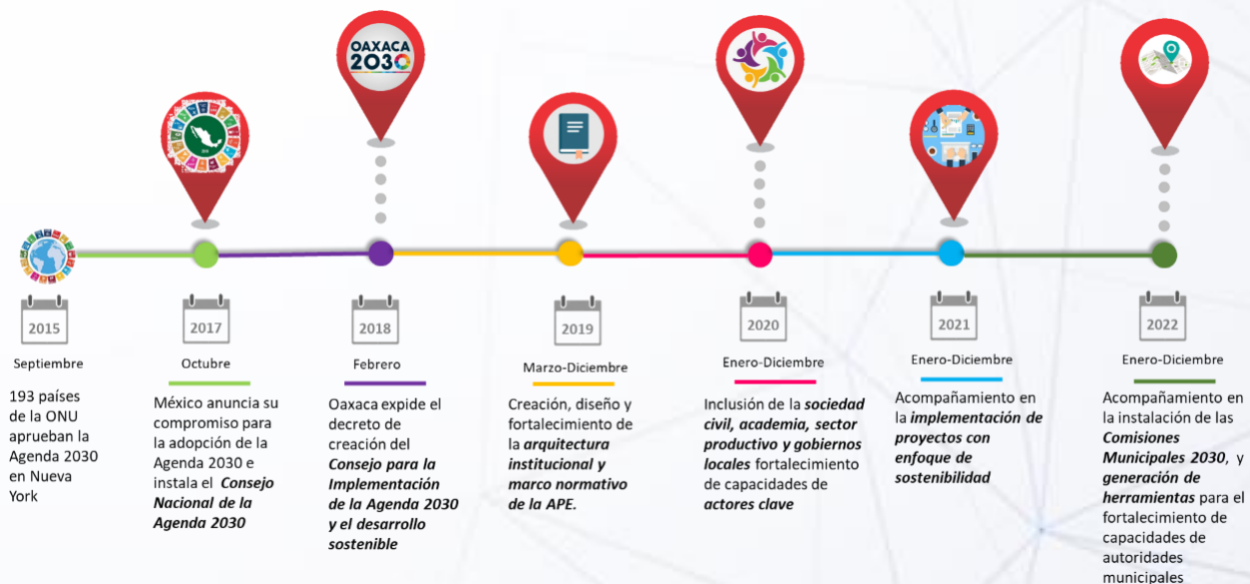 OAXACA
2030
2015
Septiembre
193 países
de la ONU
aprueban la
Agenda 2030
en Nueva
York
2017
Octubre
México anuncia su
compromiso para
la adopción de la
Agenda 2030 e
instala el Consejo
Nacional de la
Agenda 2030
2018
Febrero
Oaxaca expide el
decreto de
creación del
Consejo para la
Implementación
de la Agenda 2030
y el desarrollo
sostenible
2019
Marzo-Diciembre
Creación, diseño y
fortalecimiento de
la arquitectura
institucional y
marco normativo
de la APE.
2020
Enero-Diciembre
Inclusión de la sociedad
civil, academia, sector
productivo y gobiernos
locales fortalecimiento
de capacidades de
actores clave
2021
Enero-Diciembre
Acompañamiento en
la implementación de
proyectos con
enfoque de
sostenibilidad
2022
Enero-Diciembre
Acompañamiento en
la instalación de las
Comisiones
Municipales 2030, y
generación de
herramientas para el
fortalecimiento de
capacidades de
autoridades
municipales